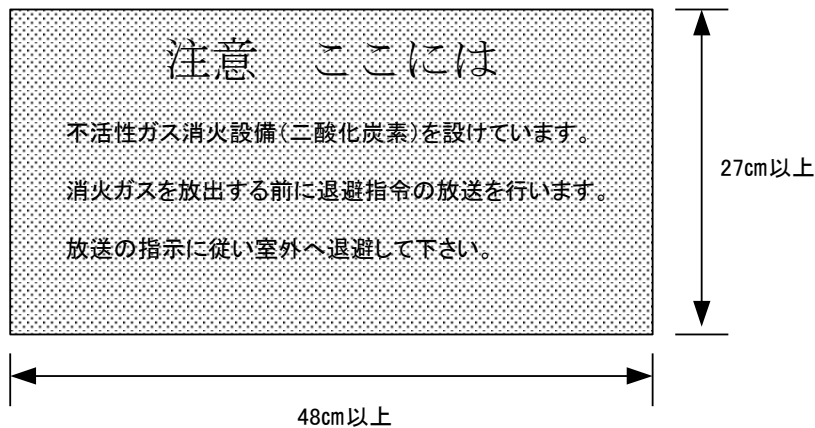 注意　ここには
不活性ガス消火設備(二酸化炭素)を設けています。
消火ガスを放出する前に退避指令の放送を行います。
放送の指示に従い室外へ退避して下さい。
27㎝以上
48㎝以上